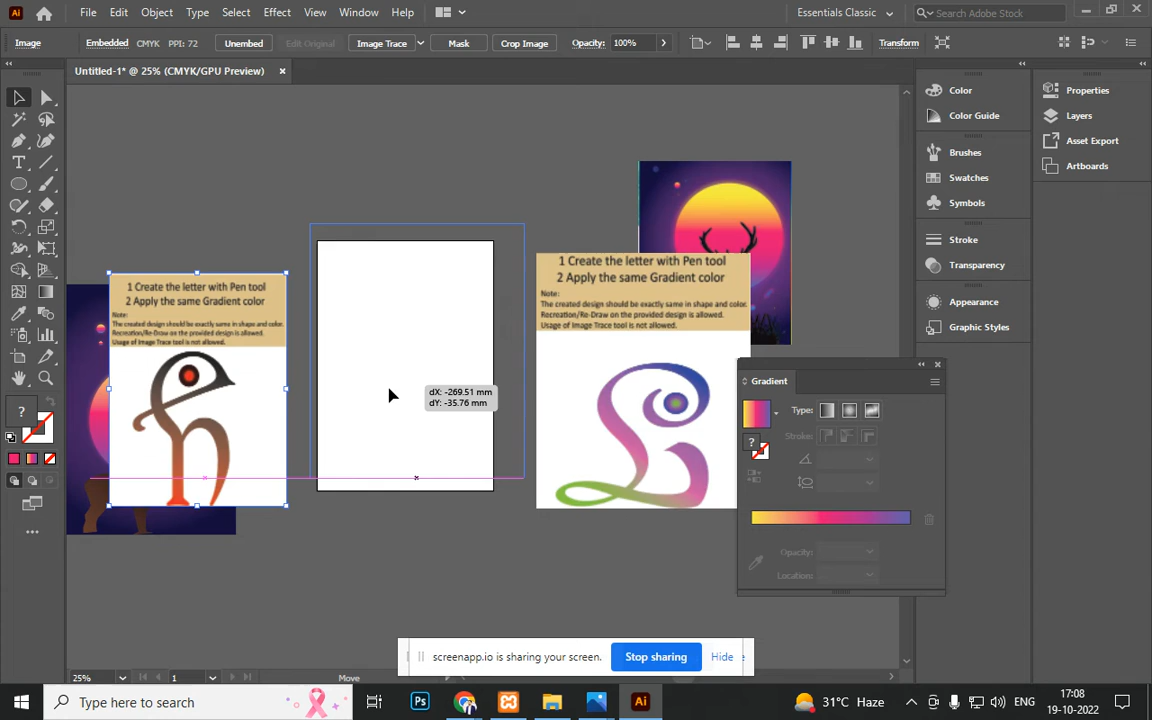 Ai File Edit Object Type Select Effect View Window Help Essentials Classic Search Adobe Stock
Image Embedded CMYK PPI: 72 Unembed Edit Original Image Trace Mask Crop Image Opacity: 100% Transform
Untitled-1* @ 25% (CMYK/GPU Preview)
Color
Color Guide
Brushes
Swatches
Symbols
Stroke
Transparency
Appearance
Graphic Styles
Properties
Layers
Asset Export
Artboards
1 Create the letter with Pen tool
2 Apply the same Gradient color
Note:
The created design should be exactly same in shape and color.
Recreation/Re-Draw on the provided design is allowed.
Usage of Image Trace tool is not allowed.
dX: -269.51 mm
dY: -35.76 mm
1 Create the letter with Pen tool
2 Apply the same Gradient color
Note:
The created design should be exactly same in shape and color.
Recreation/Re-Draw on the provided design is allowed.
Usage of Image Trace tool is not allowed.
Gradient
Type:
Stroke:
Opacity:
Location:
screenapp.io is sharing your screen. Stop sharing Hide
25% 1 Move
Type here to search Ps Ai 31°C Haze ENG 17:08
19-10-2022